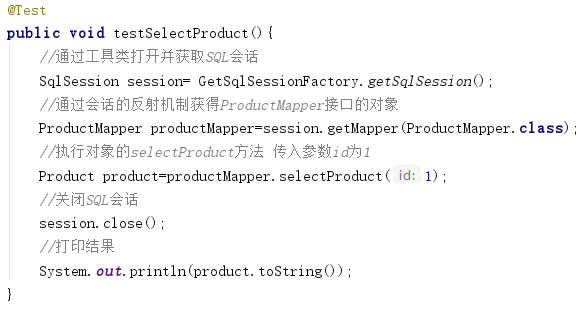 @Test
public void testSelectProduct(){
//通过工具类打开并获取SQL会话
SqlSession session= GetSqlSessionFactory.getSqlSession();
//通过会话的反射机制获得ProductMapper接口的对象
ProductMapper productMapper=session.getMapper(ProductMapper.class);
//执行对象的selectProduct方法 传入参数id为1
Product product=productMapper.selectProduct( id: 1);
//关闭SQL会话
session.close();
//打印结果
System.out.println(product.toString());
}